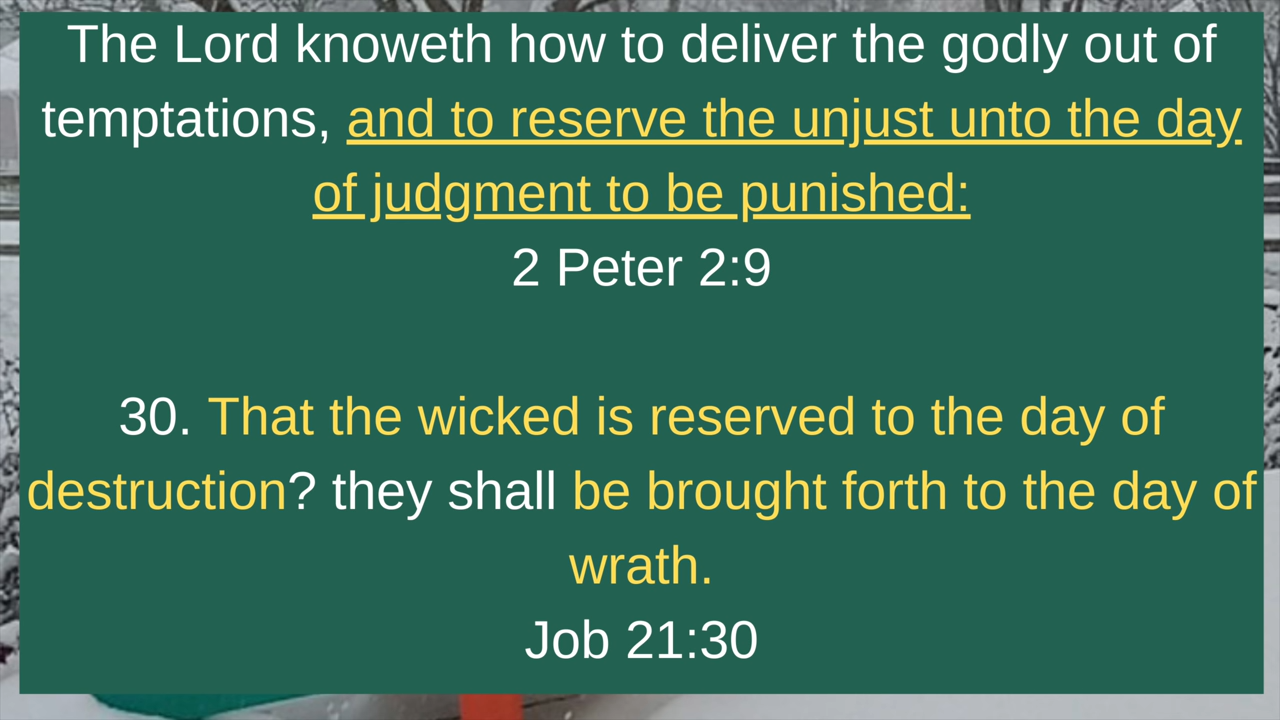 The Lord knoweth how to deliver the godly out of
temptations, and to reserve the unjust unto the day
of judgment to be punished:
2 Peter 2:9
30. That the wicked is reserved to the day of
destruction? they shall be brought forth to the day of
wrath.
Job 21:30